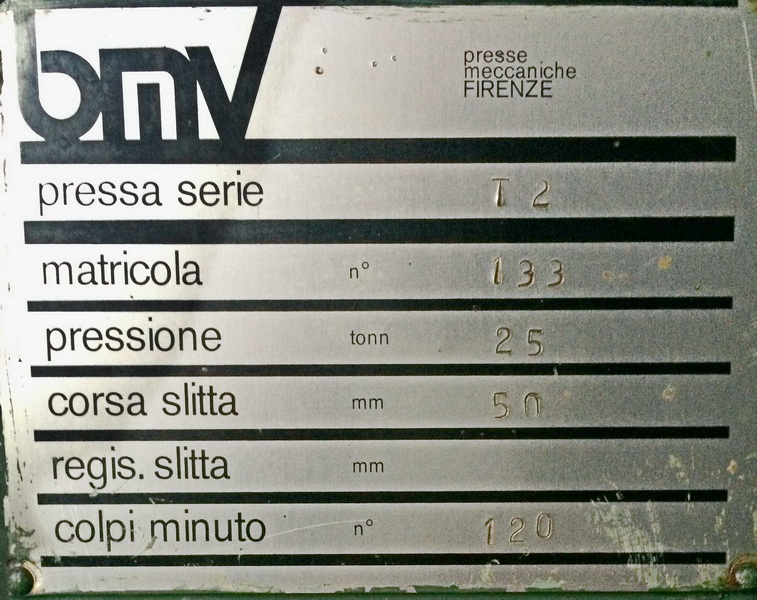 bmv
presse
meccaniche
FIRENZE
pressa serie T 2
matricola n° 133
pressione tonn 25
corsa slitta mm 50
regis. slitta mm
colpi minuto n° 120